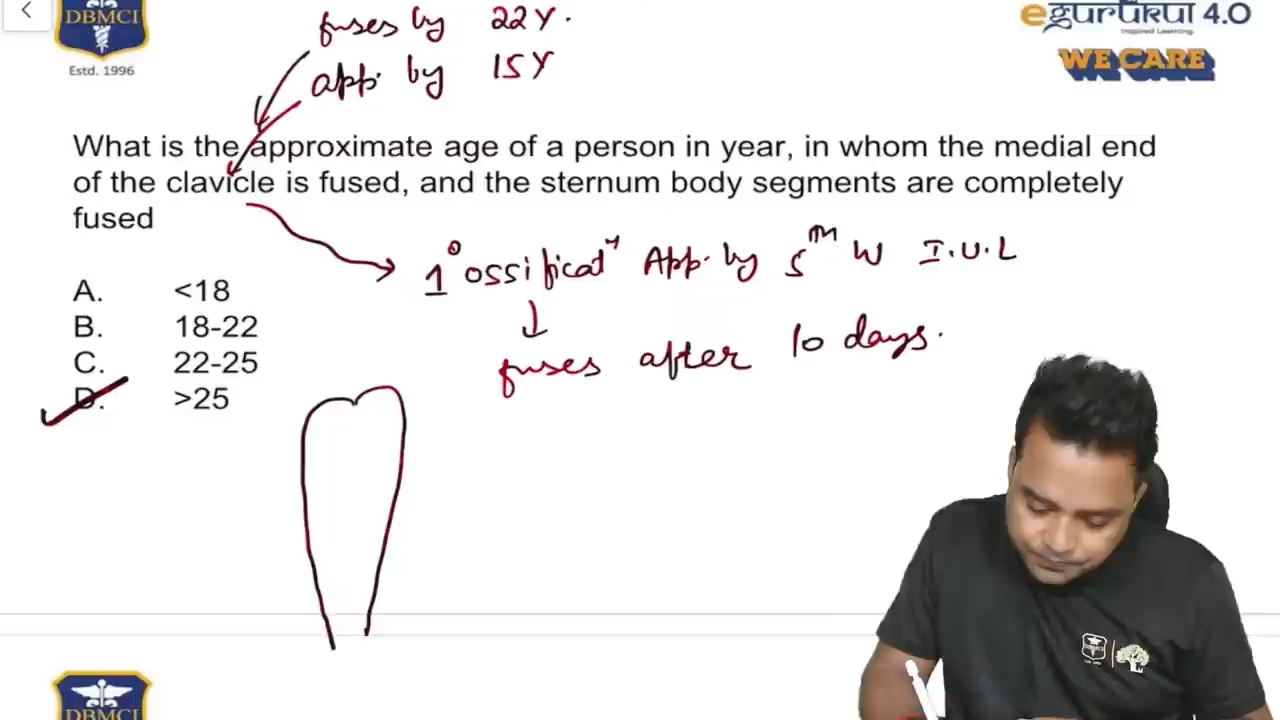 DBMCI
Estd. 1996
egurukul 4.0
Inspired Learning
WE CARE
fuses by 22Y.
app. by 15Y
What is the approximate age of a person in year, in whom the medial end
of the clavicle is fused, and the sternum body segments are completely
fused
1° ossificatⁿ App. by 5TH W I.U.L
fuses after 10 days.
A. <18
B. 18-22
C. 22-25
D. >25
DBMCI